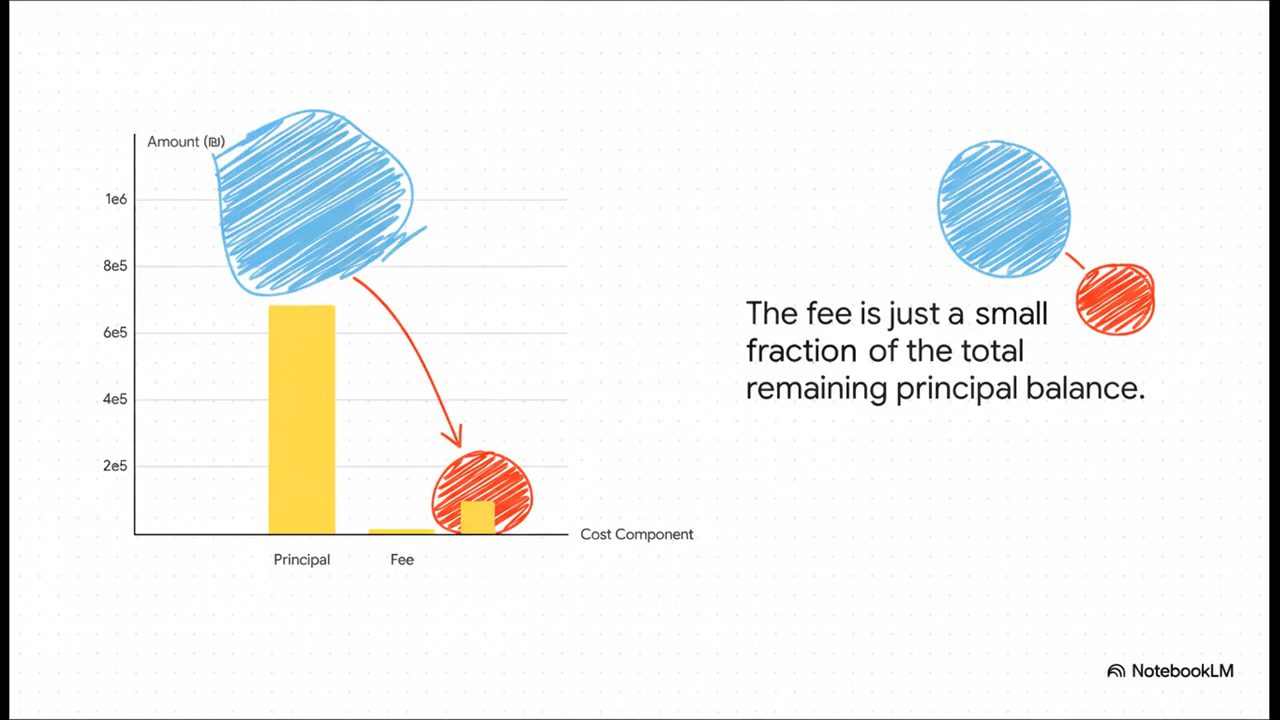 Amount (₪)
1e6
8e5
6e5
4e5
2e5
Principal
Fee
Cost Component
The fee is just a small
fraction of the total
remaining principal balance.
NotebookLM